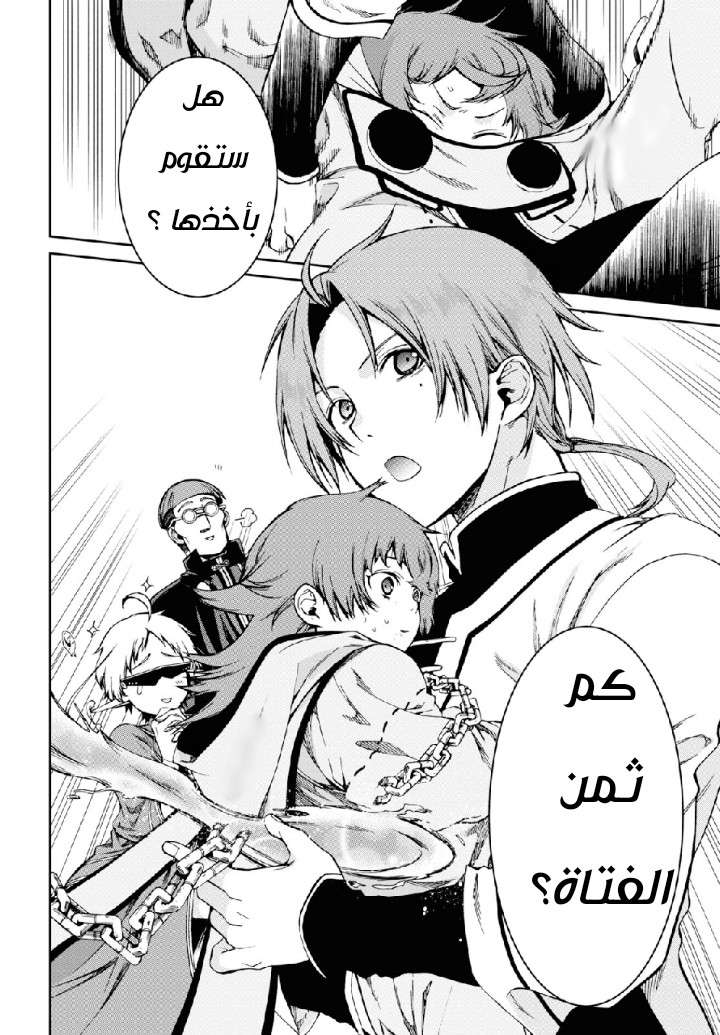 هل
ستقوم
بأخذها ؟
كم
ثمن
الفتاة؟